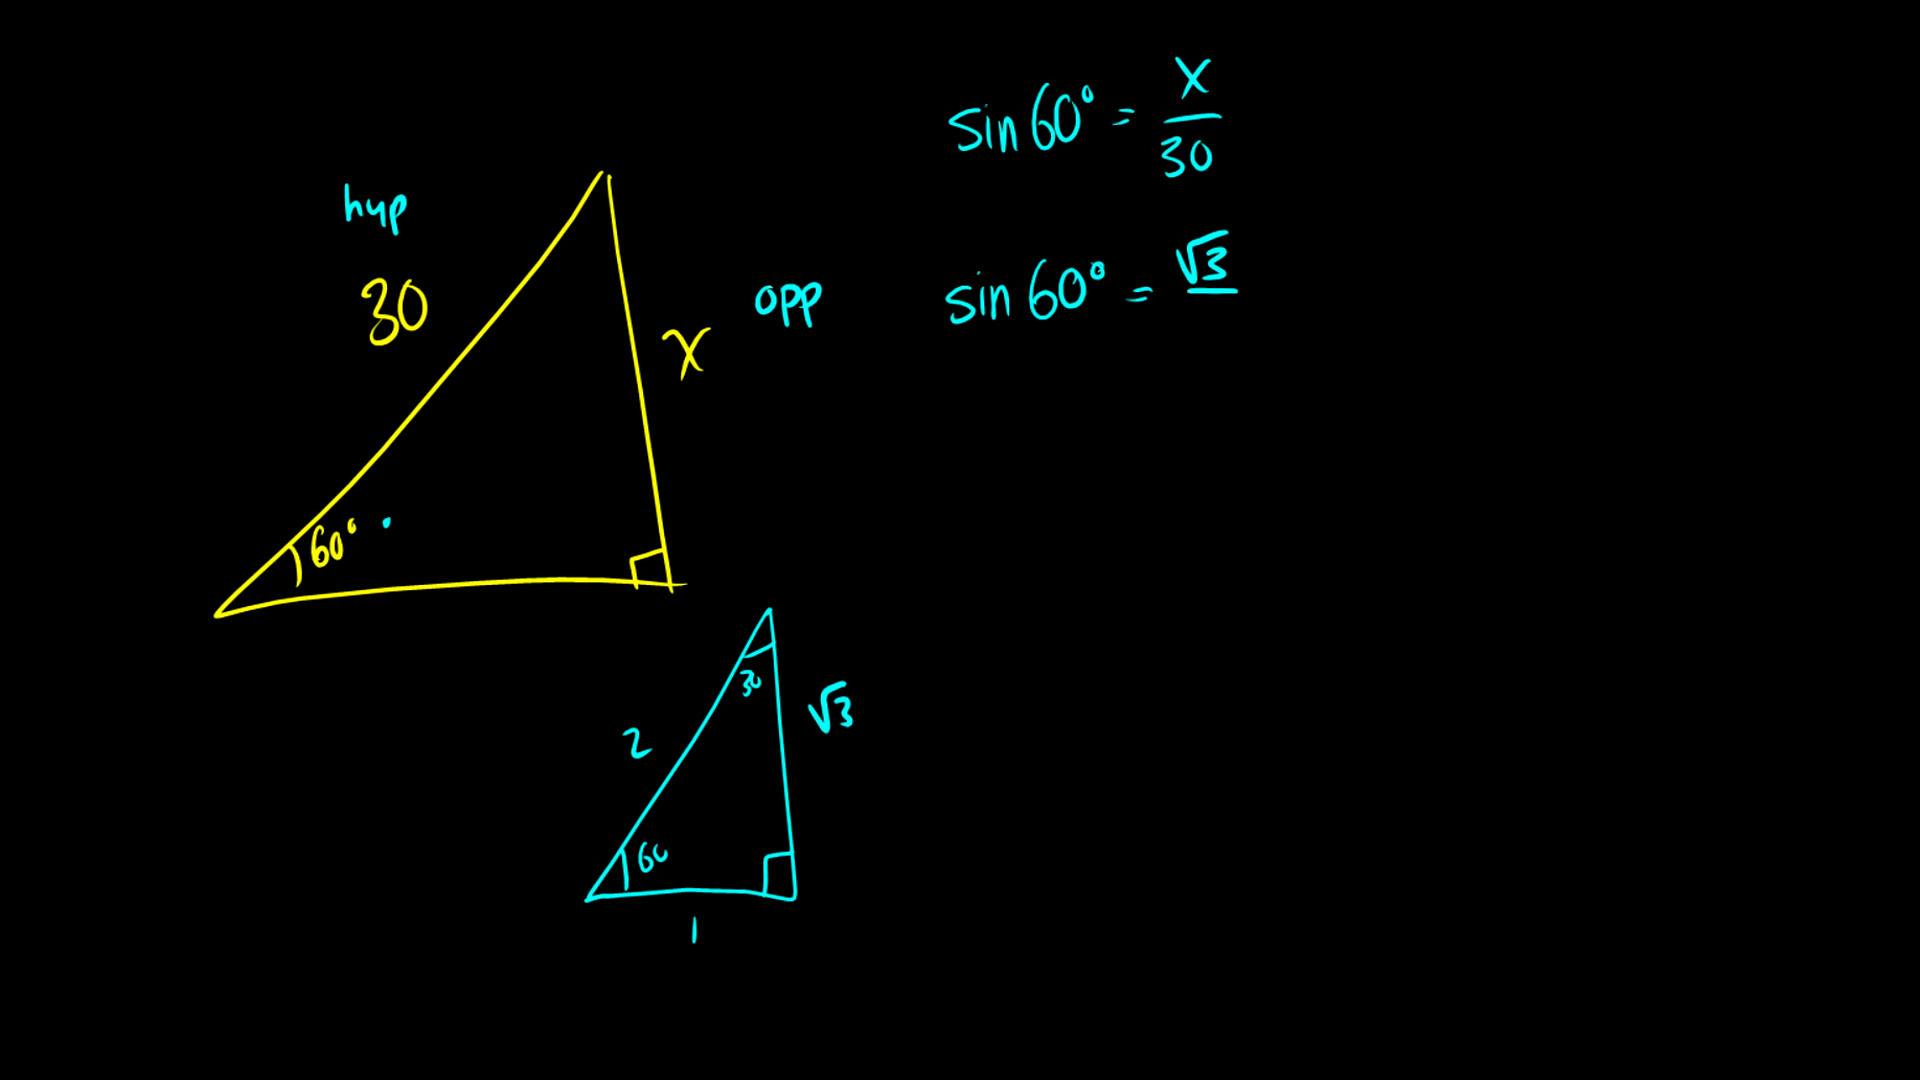 sin 60° = x/30
hyp
30
opp
x
sin 60° = √3
60°
30
√3
2
60
1